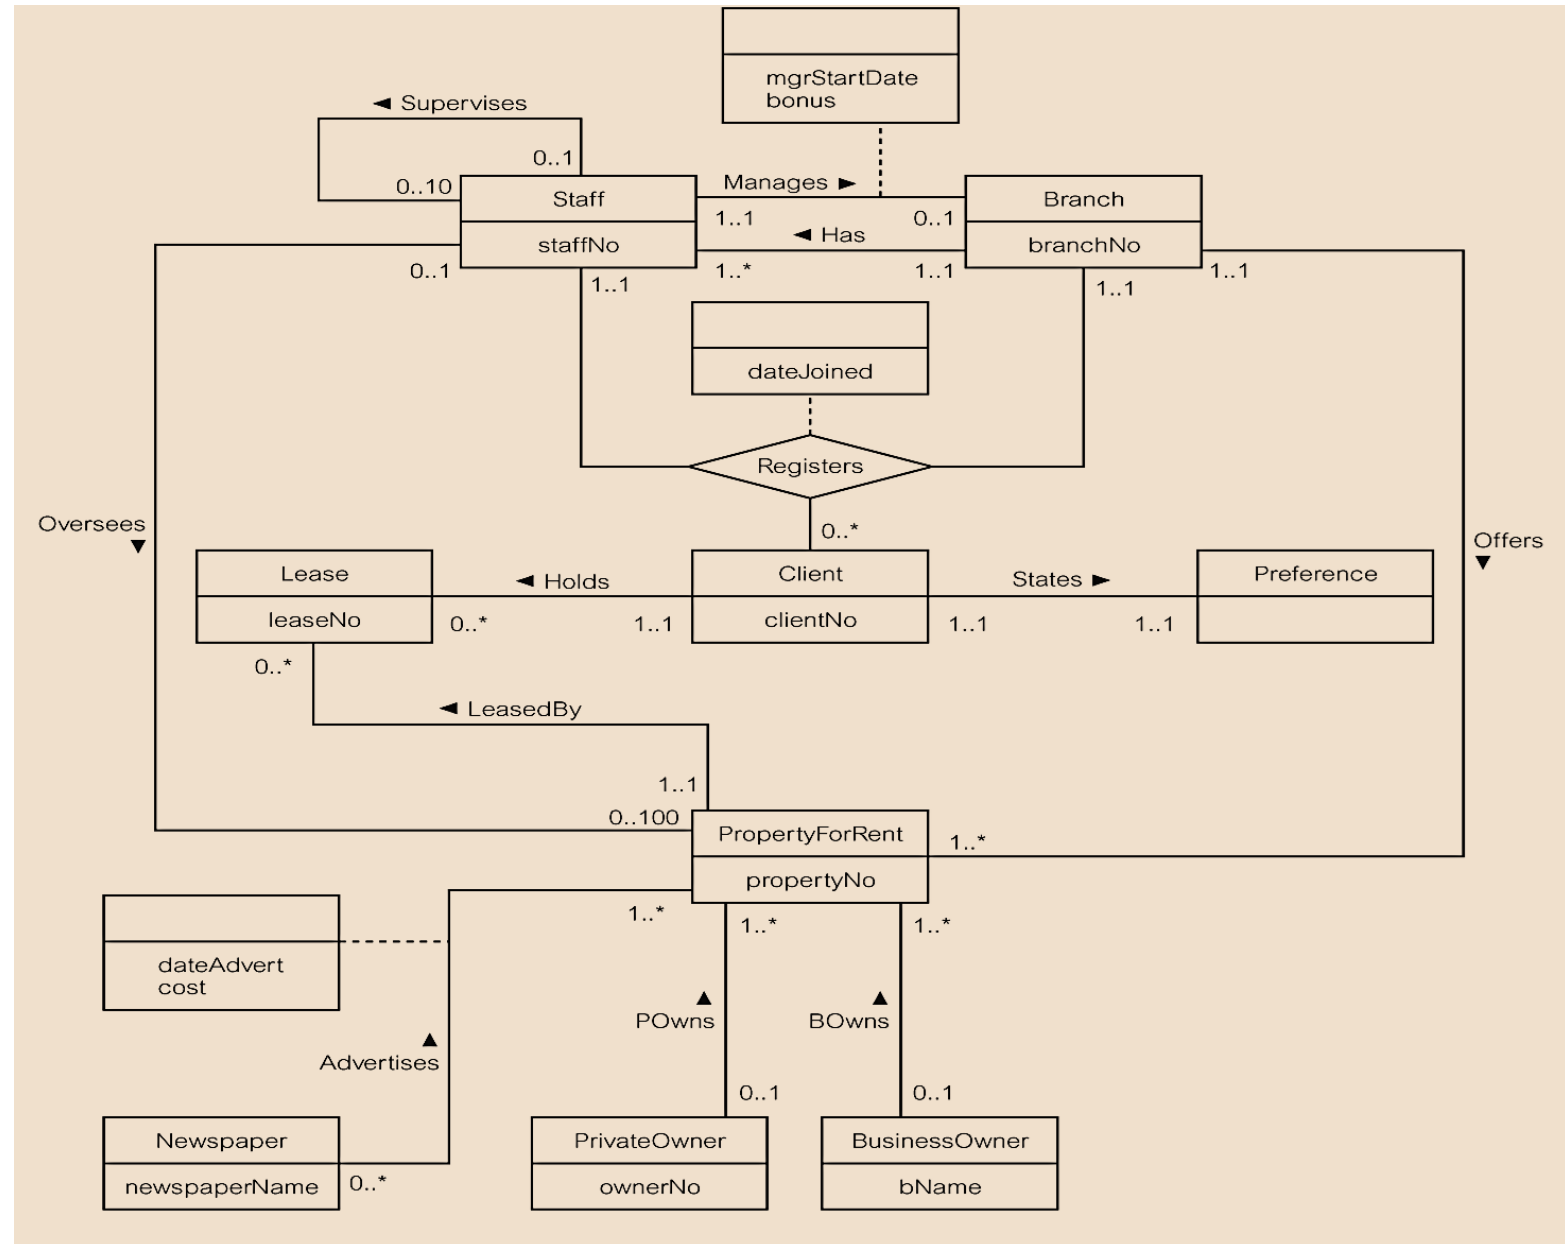 mgrStartDate
bonus
◄ Supervises
0..1
0..10
Staff
staffNo
Manages ►
1..1
0..1
◄ Has
1..*
1..1
Branch
branchNo
0..1
1..1
1..1
1..1
dateJoined
Registers
0..*
Oversees
▼
Offers
▼
Lease
leaseNo
◄ Holds
0..*
1..1
Client
clientNo
States ►
1..1
1..1
Preference
0..*
◄ LeasedBy
1..1
0..100
PropertyForRent
propertyNo
1..*
1..*
1..*
1..*
dateAdvert
cost
▲
POwns
▲
BOwns
▲
Advertises
0..1
0..1
Newspaper
newspaperName
0..*
PrivateOwner
ownerNo
BusinessOwner
bName